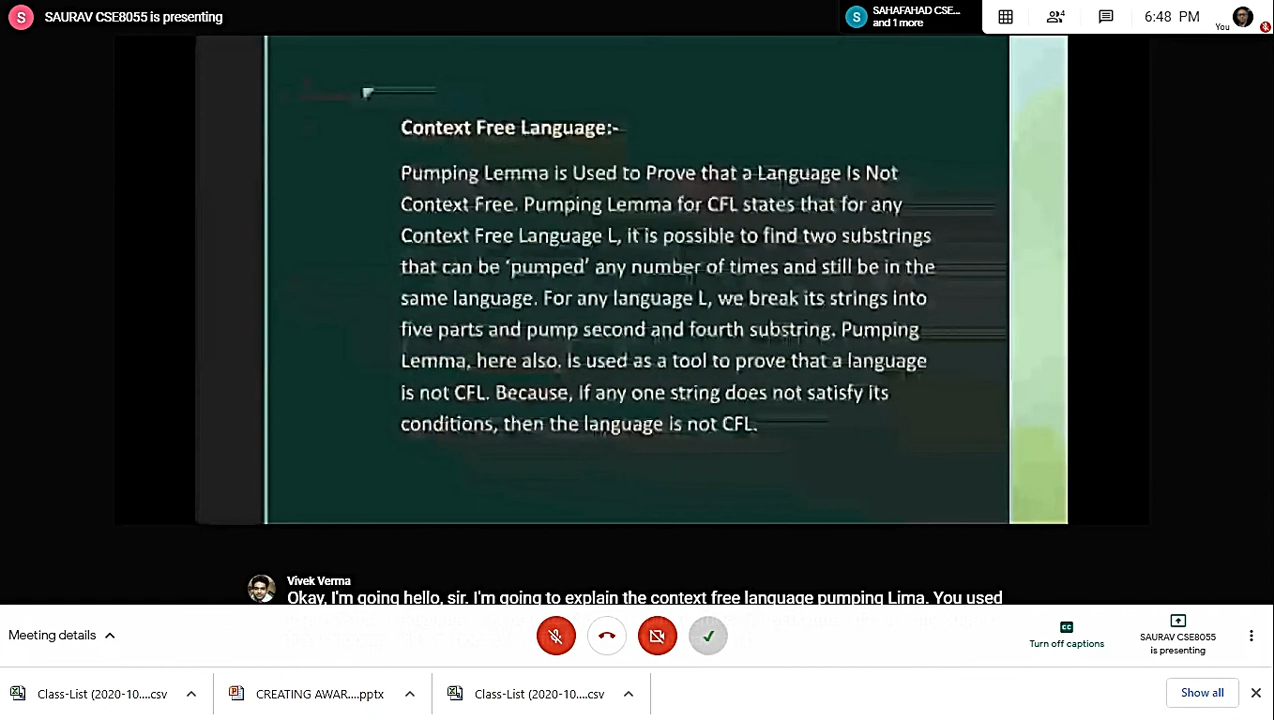 S SAURAV CSE8055 is presenting
S SAHAFAHAD CSE...
and 1 more
4
6:48 PM
You
Context Free Language:-
Pumping Lemma is Used to Prove that a Language Is Not
Context Free. Pumping Lemma for CFL states that for any
Context Free Language L, it is possible to find two substrings
that can be ‘pumped’ any number of times and still be in the
same language. For any language L, we break its strings into
five parts and pump second and fourth substring. Pumping
Lemma, here also, is used as a tool to prove that a language
is not CFL. Because, if any one string does not satisfy its
conditions, then the language is not CFL.
Vivek Verma
Okay, I'm going hello, sir. I'm going to explain the context free language pumping Lima. You used
Meeting details
CC
Turn off captions
SAURAV CSE8055
is presenting
Class-List (2020-10....csv
CREATING AWAR....pptx
Class-List (2020-10....csv
Show all